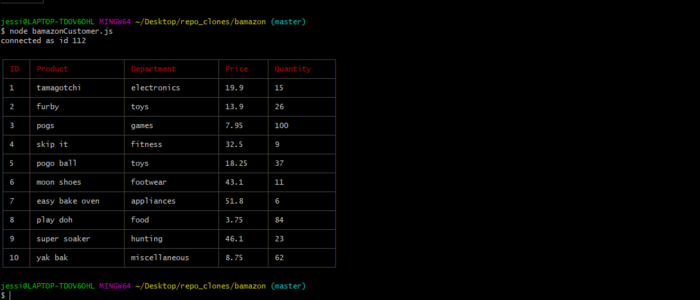 jessi@LAPTOP-TDOV6OHL MINGW64 ~/Desktop/repo_clones/bamazon (master)
$ node bamazonCustomer.js
connected as id 112
ID Product Department Price Quantity
1 tamagotchi electronics 19.9 15
2 furby toys 13.9 26
3 pogs games 7.95 100
4 skip it fitness 32.5 9
5 pogo ball toys 18.25 37
6 moon shoes footwear 43.1 11
7 easy bake oven appliances 51.8 6
8 play doh food 3.75 84
9 super soaker hunting 46.1 23
10 yak bak miscellaneous 8.75 62
jessi@LAPTOP-TDOV6OHL MINGW64 ~/Desktop/repo_clones/bamazon (master)
$